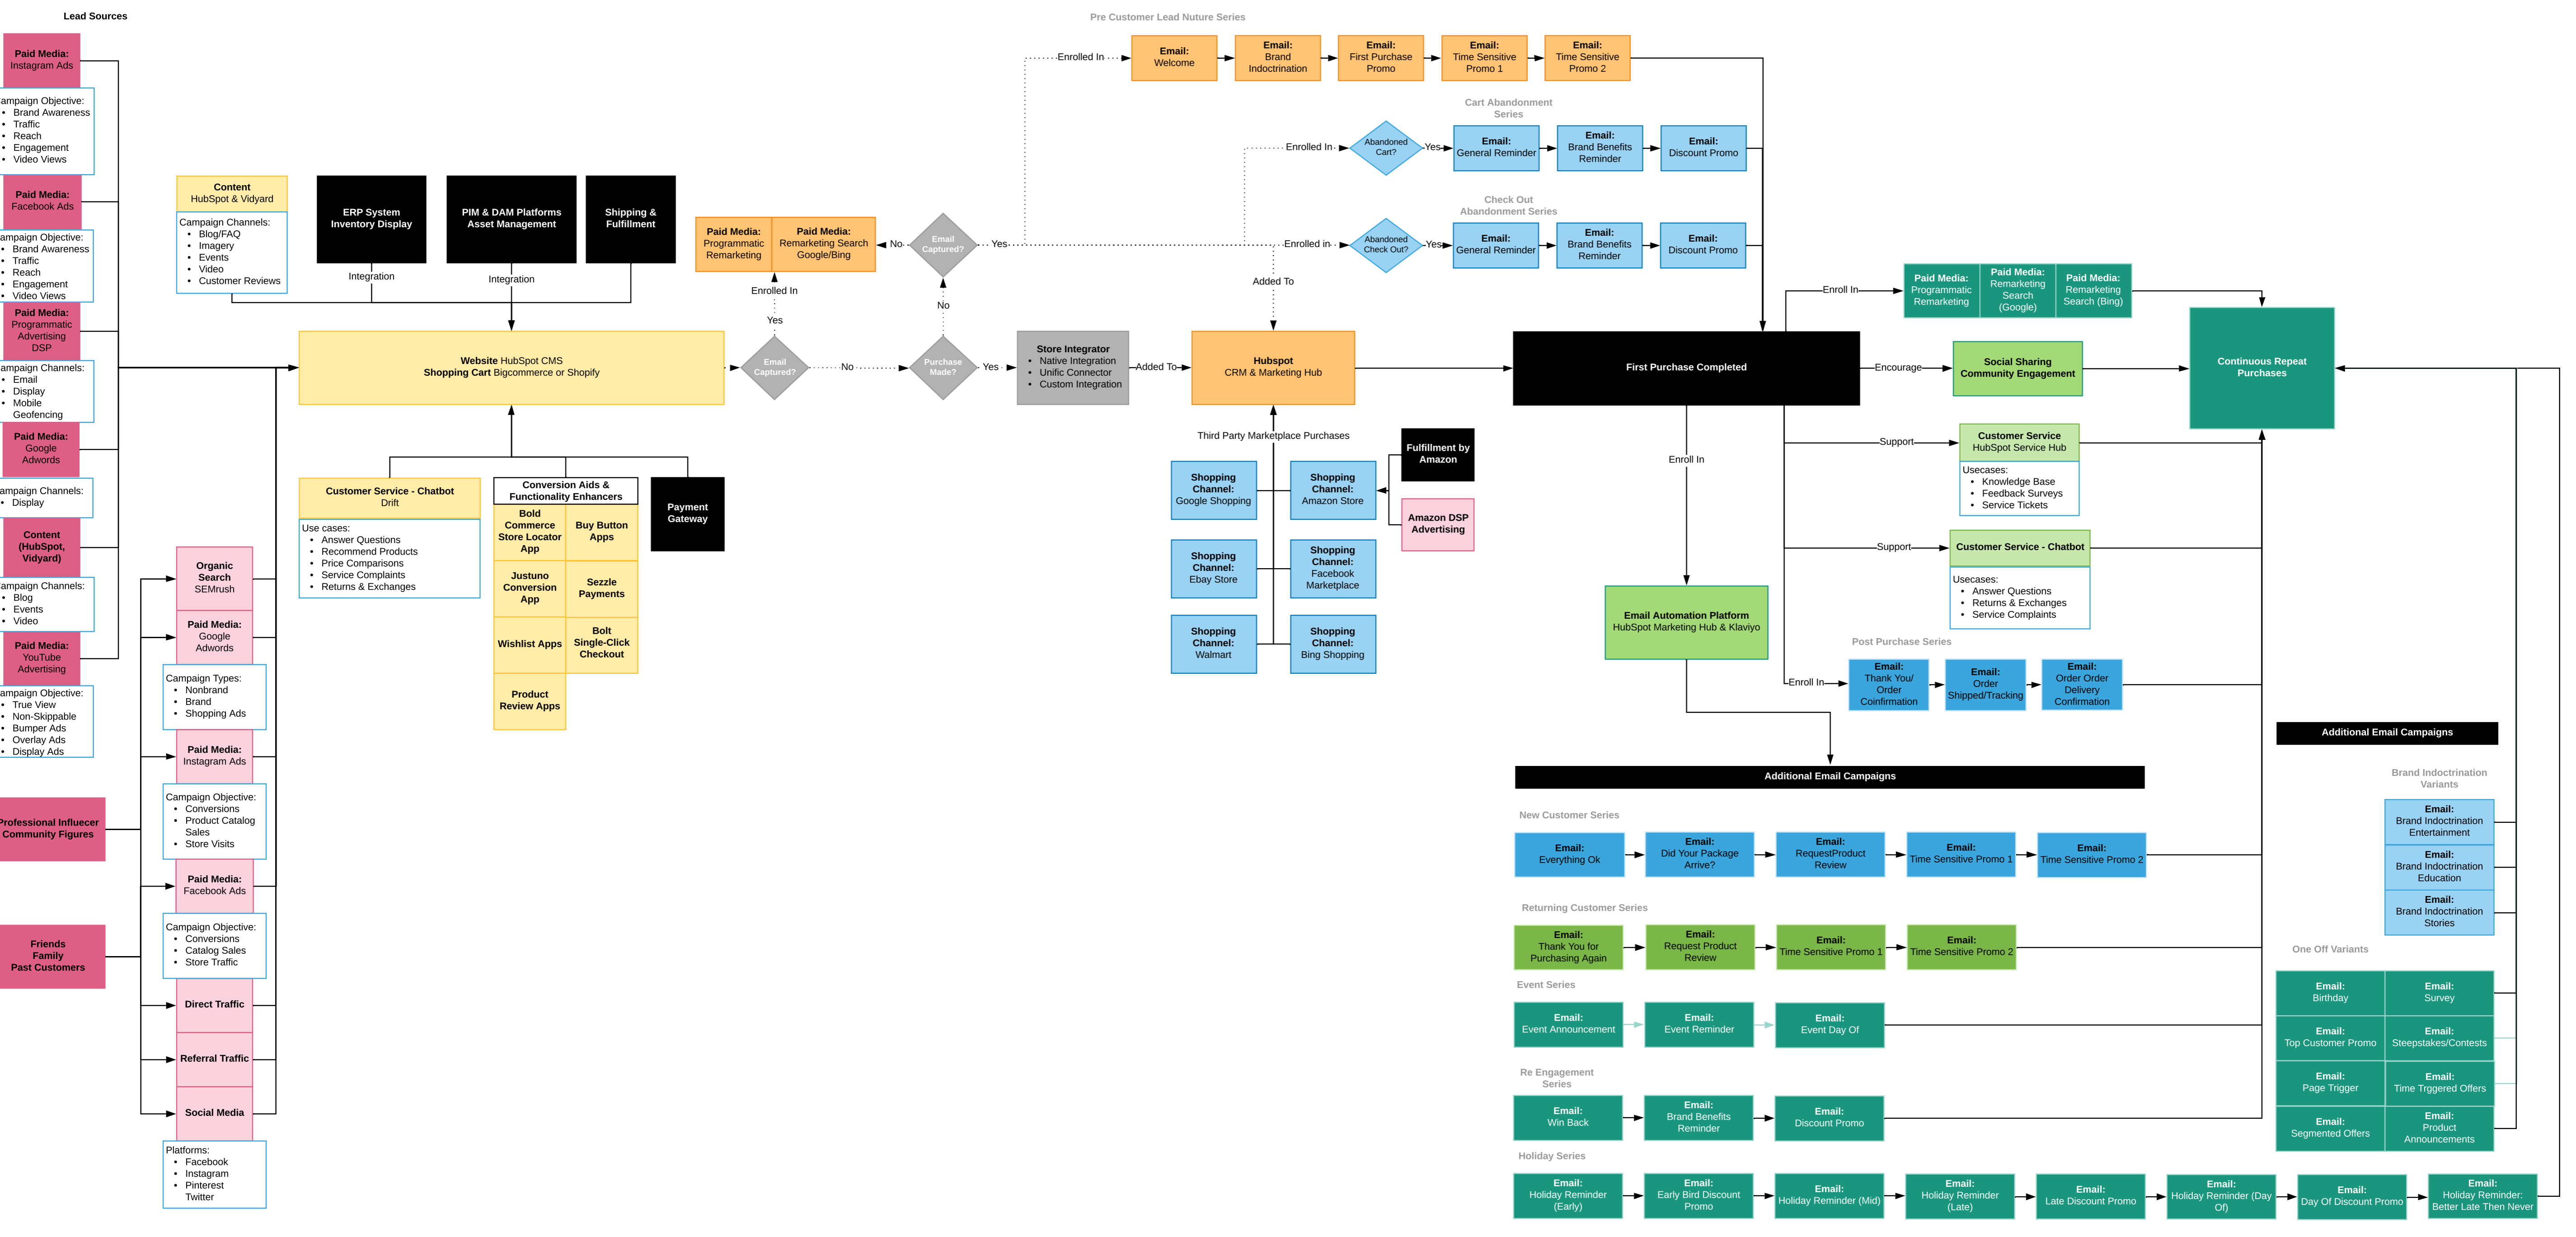 Lead Sources
Paid Media:
Instagram Ads
ampaign Objective:
• Brand Awareness
• Traffic
• Reach
• Engagement
• Video Views
Paid Media:
Facebook Ads
ampaign Objective:
• Brand Awareness
• Traffic
• Reach
• Engagement
• Video Views
Paid Media:
Programmatic
Advertising
DSP
ampaign Channels:
• Email
• Display
• Mobile
Geofencing
Paid Media:
Google
Adwords
ampaign Channels:
• Display
Content
(HubSpot,
Vidyard)
ampaign Channels:
• Blog
• Events
• Video
Paid Media:
YouTube
Advertising
ampaign Objective:
• True View
• Non-Skippable
• Bumper Ads
• Overlay Ads
• Display Ads
Professional Influecer
Community Figures
Friends
Family
Past Customers
Organic
Search
SEMrush
Paid Media:
Google
Adwords
Campaign Types:
• Nonbrand
• Brand
• Shopping Ads
Paid Media:
Instagram Ads
Campaign Objective:
• Conversions
• Product Catalog
Sales
• Store Visits
Paid Media:
Facebook Ads
Campaign Objective:
• Conversions
• Catalog Sales
• Store Traffic
Direct Traffic
Referral Traffic
Social Media
Platforms:
• Facebook
• Instagram
• Pinterest
Twitter
Content
HubSpot & Vidyard
Campaign Channels:
• Blog/FAQ
• Imagery
• Events
• Video
• Customer Reviews
ERP System
Inventory Display
Integration
PIM & DAM Platforms
Asset Management
Integration
Shipping &
Fulfillment
Website HubSpot CMS
Shopping Cart Bigcommerce or Shopify
Customer Service - Chatbot
Drift
Use cases:
• Answer Questions
• Recommend Products
• Price Comparisons
• Service Complaints
• Returns & Exchanges
Conversion Aids &
Functionality Enhancers
Bold
Commerce
Store Locator
App
Buy Button
Apps
Justuno
Conversion
App
Sezzle
Payments
Wishlist Apps
Bolt
Single-Click
Checkout
Product
Review Apps
Payment
Gateway
Paid Media:
Programmatic
Remarketing
Paid Media:
Remarketing Search
Google/Bing
Enrolled In
Yes
Email
Captured?
No
Purchase
Made?
No
Email
Captured?
No
Yes
Yes
Store Integrator
• Native Integration
• Unific Connector
• Custom Integration
Added To
Hubspot
CRM & Marketing Hub
Added To
Third Party Marketplace Purchases
Shopping
Channel:
Google Shopping
Shopping
Channel:
Amazon Store
Shopping
Channel:
Ebay Store
Shopping
Channel:
Facebook
Marketplace
Shopping
Channel:
Walmart
Shopping
Channel:
Bing Shopping
Fulfillment by
Amazon
Amazon DSP
Advertising
Pre Customer Lead Nuture Series
Enrolled In
Email:
Welcome
Email:
Brand
Indoctrination
Email:
First Purchase
Promo
Email:
Time Sensitive
Promo 1
Email:
Time Sensitive
Promo 2
Cart Abandonment
Series
Enrolled In
Abandoned
Cart?
Yes
Email:
General Reminder
Email:
Brand Benefits
Reminder
Email:
Discount Promo
Check Out
Abandonment Series
Enrolled in
Abandoned
Check Out?
Yes
Email:
General Reminder
Email:
Brand Benefits
Reminder
Email:
Discount Promo
First Purchase Completed
Enroll In
Paid Media:
Programmatic
Remarketing
Paid Media:
Remarketing
Search
(Google)
Paid Media:
Remarketing
Search (Bing)
Encourage
Social Sharing
Community Engagement
Continuous Repeat
Purchases
Support
Customer Service
HubSpot Service Hub
Usecases:
• Knowledge Base
• Feedback Surveys
• Service Tickets
Support
Customer Service - Chatbot
Usecases:
• Answer Questions
• Returns & Exchanges
• Service Complaints
Enroll In
Email Automation Platform
HubSpot Marketing Hub & Klaviyo
Post Purchase Series
Enroll In
Email:
Thank You/
Order
Coinfirmation
Email:
Order
Shipped/Tracking
Email:
Order Order
Delivery
Confirmation
Additional Email Campaigns
New Customer Series
Email:
Everything Ok
Email:
Did Your Package
Arrive?
Email:
RequestProduct
Review
Email:
Time Sensitive Promo 1
Email:
Time Sensitive Promo 2
Returning Customer Series
Email:
Thank You for
Purchasing Again
Email:
Request Product
Review
Email:
Time Sensitive Promo 1
Email:
Time Sensitive Promo 2
Event Series
Email:
Event Announcement
Email:
Event Reminder
Email:
Event Day Of
Re Engagement
Series
Email:
Win Back
Email:
Brand Benefits
Reminder
Email:
Discount Promo
Holiday Series
Email:
Holiday Reminder
(Early)
Email:
Early Bird Discount
Promo
Email:
Holiday Reminder (Mid)
Email:
Holiday Reminder
(Late)
Email:
Late Discount Promo
Email:
Holiday Reminder (Day
Of)
Email:
Day Of Discount Promo
Email:
Holiday Reminder:
Better Late Then Never
Additional Email Campaigns
Brand Indoctrination
Variants
Email:
Brand Indoctrination
Entertainment
Email:
Brand Indoctrination
Education
Email:
Brand Indoctrination
Stories
One Off Variants
Email:
Birthday
Email:
Survey
Email:
Top Customer Promo
Email:
Steepstakes/Contests
Email:
Page Trigger
Email:
Time Trggered Offers
Email:
Segmented Offers
Email:
Product
Announcements